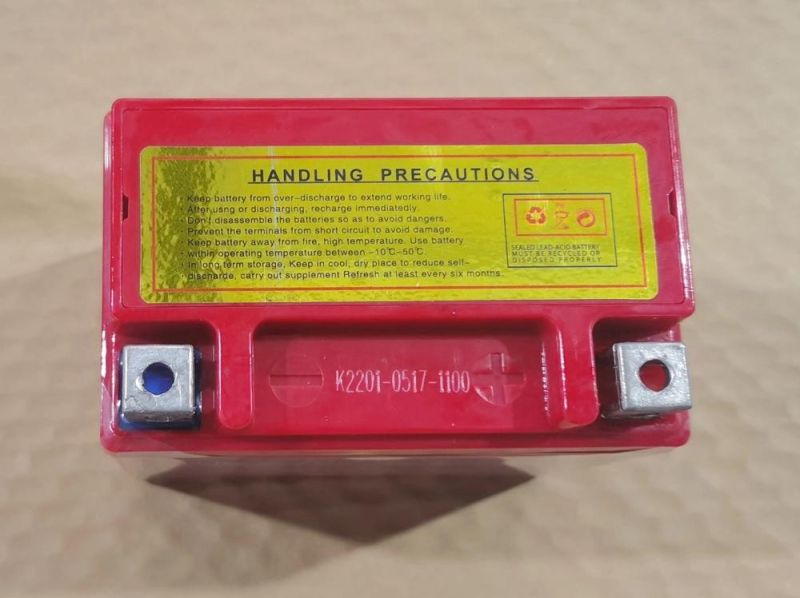 HANDLING PRECAUTIONS
· Keep battery from over-discharge to extend working life.
· After usng or discharging, recharge immediatedly.
· Don't disassemble the batteries so as to avoid dangers.
· Prevent the terminals from short circuit to avoid damage.
· Keep battery away from fire, high temperature. Use battery
· within operating temperature between -10℃-50℃.
· In long term storage, Keep in cool, dry place to reduce self-
· discharge, carry out supplement Refresh at least every six months.
SEALED LEAD-ACID BATTERY
MUST BE RECYCLED OR
DISPOSED PROPERLY
K2201-0517-1100